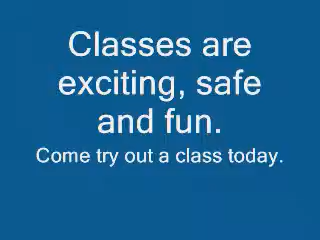 Classes are
exciting, safe
and fun.
Come try out a class today.